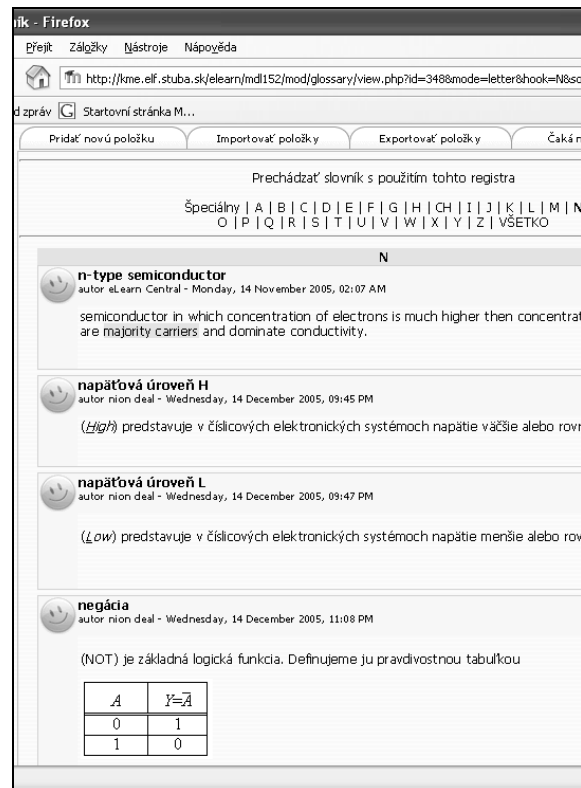 ník - Firefox
Přejít Záložky Nástroje Nápověda
http://kme.elf.stuba.sk/elearn/mdl152/mod/glossary/view.php?id=348&mode=letter&hook=N&so
d zpráv G Startovní stránka M...
Pridať novú položku Importovať položky Exportovať položky Čaká
Prechádzať slovník s použitím tohto registra
Špeciálny | A | B | C | D | E | F | G | H | CH | I | J | K | L | M | N
O | P | Q | R | S | T | U | V | W | X | Y | Z | VŠETKO
N
n-type semiconductor
autor eLearn Central - Monday, 14 November 2005, 02:07 AM
semiconductor in which concentration of electrons is much higher then concentrat
are majority carriers and dominate conductivity.
napäťová úroveň H
autor nion deal - Wednesday, 14 December 2005, 09:45 PM
(High) predstavuje v číslicových elektronických systémoch napätie väčšie alebo rovn
napäťová úroveň L
autor nion deal - Wednesday, 14 December 2005, 09:47 PM
(Low) predstavuje v číslicových elektronických systémoch napätie menšie alebo rov
negácia
autor nion deal - Wednesday, 14 December 2005, 11:08 PM
(NOT) je základná logická funkcia. Definujeme ju pravdivostnou tabuľkou
A Y=A̅
0 1
1 0